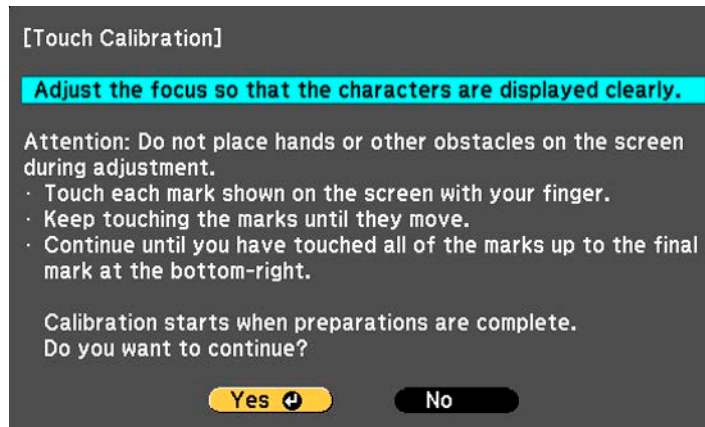 [Touch Calibration]
Adjust the focus so that the characters are displayed clearly.
Attention: Do not place hands or other obstacles on the screen
during adjustment.
· Touch each mark shown on the screen with your finger.
· Keep touching the marks until they move.
· Continue until you have touched all of the marks up to the final
mark at the bottom-right.
Calibration starts when preparations are complete.
Do you want to continue?
Yes ↵ No